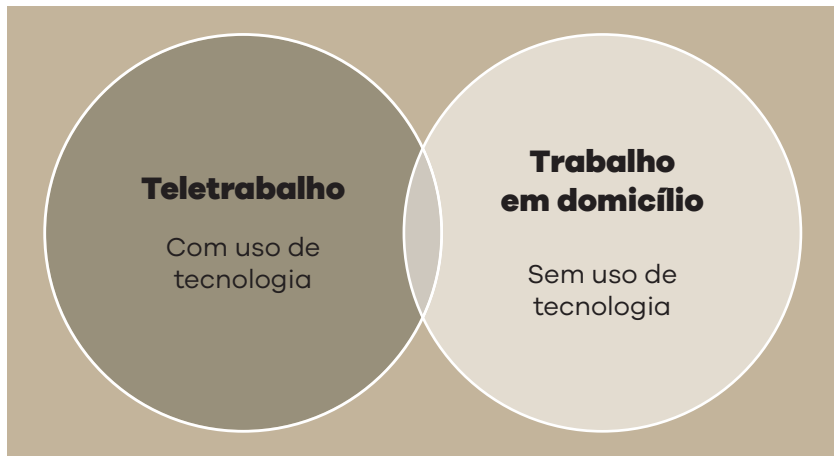 Teletrabalho
Com uso de
tecnologia
Trabalho
em domicílio
Sem uso de
tecnologia